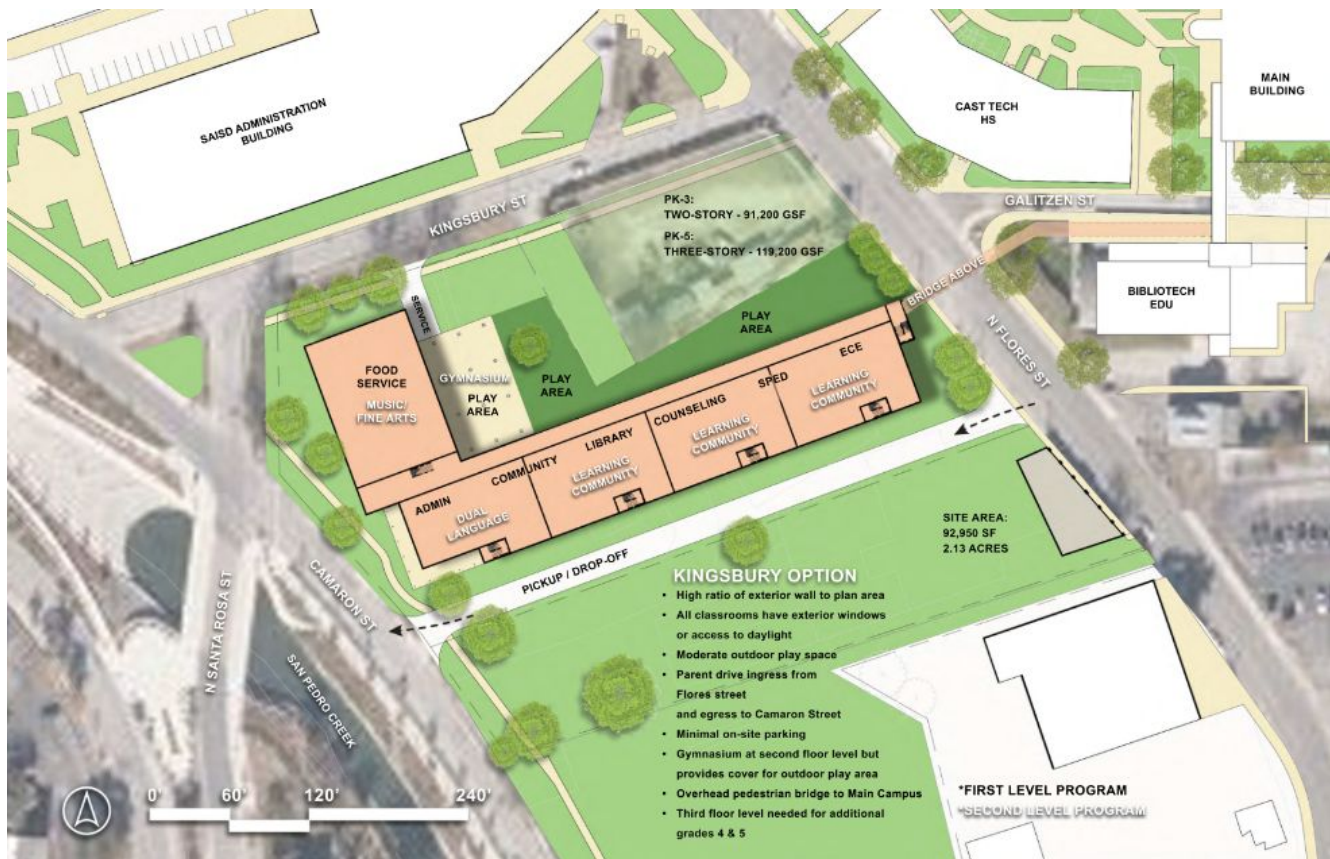 SAISD ADMINISTRATION
BUILDING
CAST TECH
HS
MAIN
BUILDING
KINGSBURY ST
PK-3:
TWO-STORY - 91,200 GSF
PK-5:
THREE-STORY - 119,200 GSF
GALITZEN ST
BRIDGE ABOVE
BIBLIOTECH
EDU
N FLORES ST
SERVICE
FOOD
SERVICE
MUSIC/
FINE ARTS
GYMNASIUM
PLAY
AREA
PLAY
AREA
PLAY
AREA
ECE
SPED
COUNSELING
LIBRARY
COMMUNITY
ADMIN
LEARNING
COMMUNITY
LEARNING
COMMUNITY
LEARNING
COMMUNITY
DUAL
LANGUAGE
PICKUP / DROP-OFF
SITE AREA:
92,950 SF
2.13 ACRES
CAMARON ST
N SANTA ROSA ST
SAN PEDRO CREEK
KINGSBURY OPTION
• High ratio of exterior wall to plan area
• All classrooms have exterior windows
or access to daylight
• Moderate outdoor play space
• Parent drive ingress from
Flores street
and egress to Camaron Street
• Minimal on-site parking
• Gymnasium at second floor level but
provides cover for outdoor play area
• Overhead pedestrian bridge to Main Campus
• Third floor level needed for additional
grades 4 & 5
*FIRST LEVEL PROGRAM
*SECOND LEVEL PROGRAM
0' 60' 120' 240'